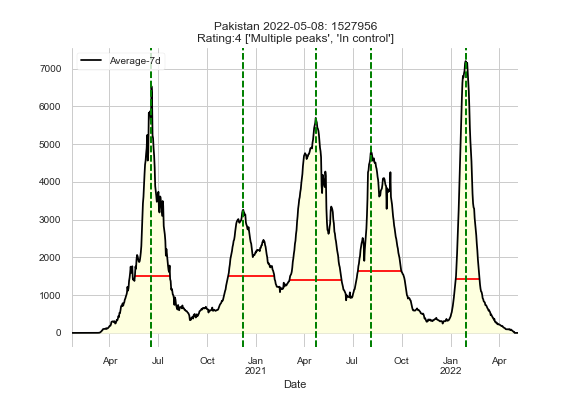 Pakistan 2022-05-08: 1527956
Rating:4 ['Multiple peaks', 'In control']
Average-7d
7000
6000
5000
4000
3000
2000
1000
0
Apr Jul Oct Jan Apr Jul Oct Jan Apr
2021 2022
Date